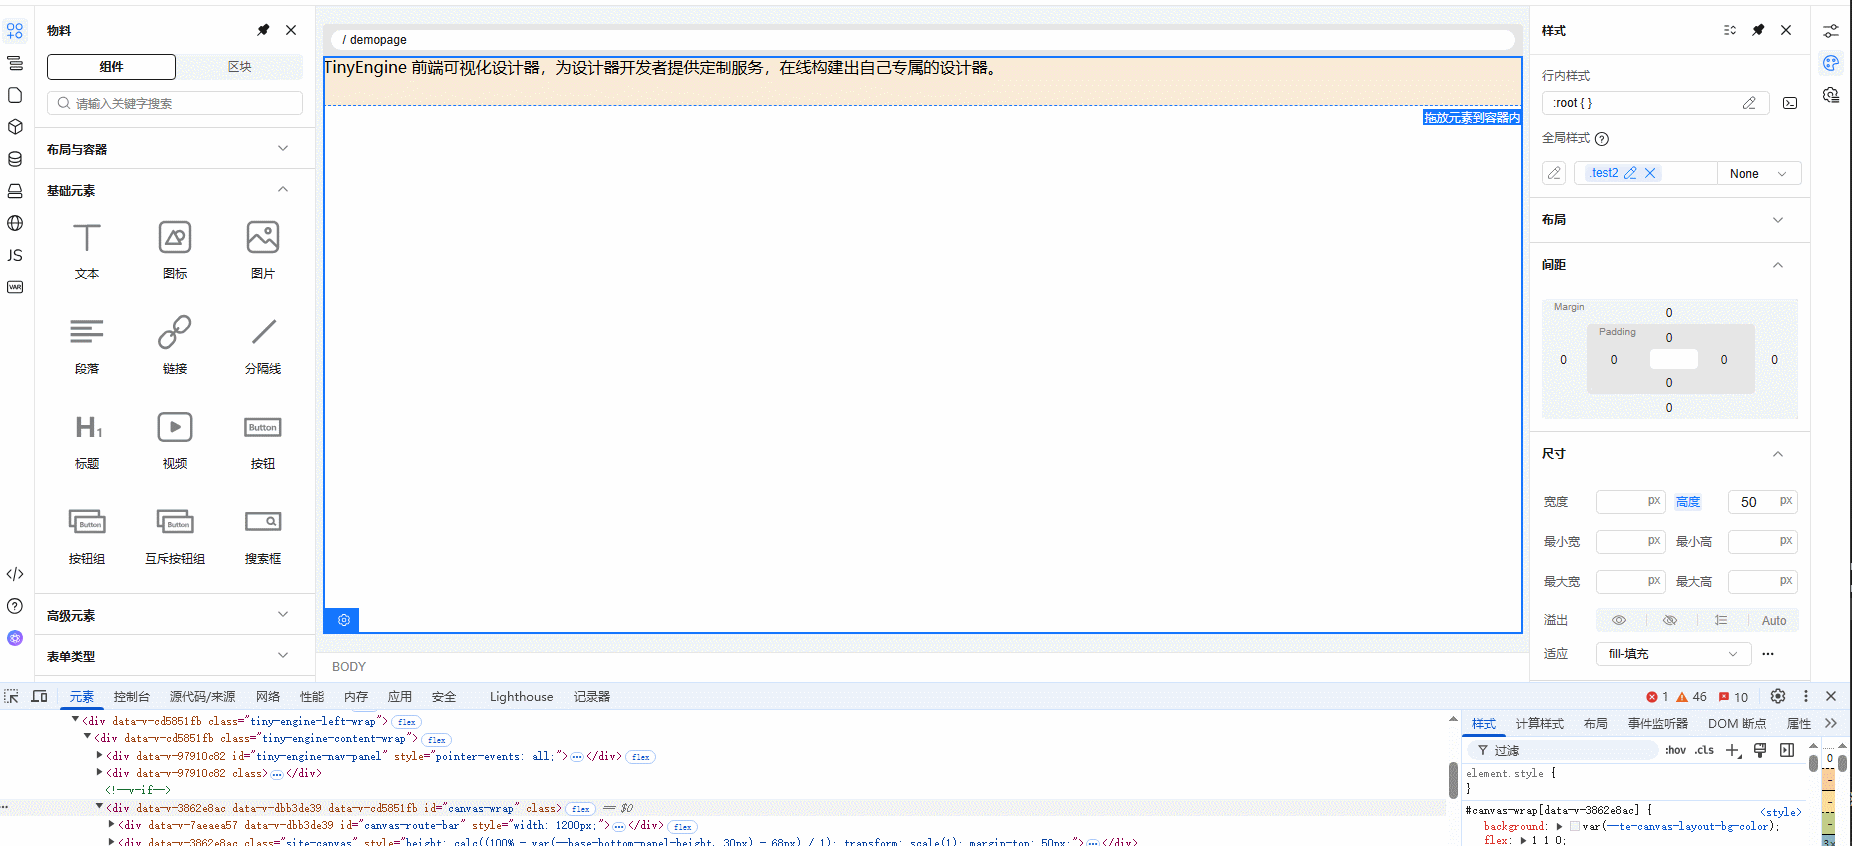 物料
组件
区块
请输入关键字搜索
布局与容器
基础元素
文本
图标
图片
段落
链接
分隔线
H1
标题
视频
Button
按钮
Button
按钮组
Button
互斥按钮组
搜索框
高级元素
表单类型
JS
VAR
/ demopage
TinyEngine 前端可视化设计器，为设计器开发者提供定制服务，在线构建出自己专属的设计器。
拖放元素到容器内
BODY
样式
行内样式
:root { }
全局样式
.test2
None
布局
间距
Margin
0
Padding
0
0
0
0
0
0
0
尺寸
宽度
px
高度
50
px
最小宽
px
最小高
px
最大宽
px
最大高
px
溢出
Auto
适应
fill-填充
元素
控制台
源代码/来源
网络
性能
内存
应用
安全
Lighthouse
记录器
1
46
10
<div data-v-cd5851fb class="tiny-engine-left-wrap"> flex
<div data-v-cd5851fb class="tiny-engine-content-wrap"> flex
<div data-v-97910c82 id="tiny-engine-nav-panel" style="pointer-events: all;"> </div> flex
<div data-v-97910c82 class> </div>
<!--v-if-->
<div data-v-3862e8ac data-v-dbb3de39 data-v-cd5851fb id="canvas-wrap" class> flex == $0
<div data-v-7aeaea57 data-v-dbb3de39 id="canvas-route-bar" style="width: 1200px;"> </div> flex
<div data-v-3862e8ac class="site-canvas" style="height: calc((100% - var(--base-bottom-panel-height, 30px) - 68px) / 1); transform: scale(1); margin-top: 50px;"> </div>
样式
计算样式
布局
事件监听器
DOM 断点
属性
过滤
:hov
.cls
element.style {
}
#canvas-wrap[data-v-3862e8ac] {
<style>
background: var(--te-canvas-layout-bg-color);
flex: 1 1 0;
0